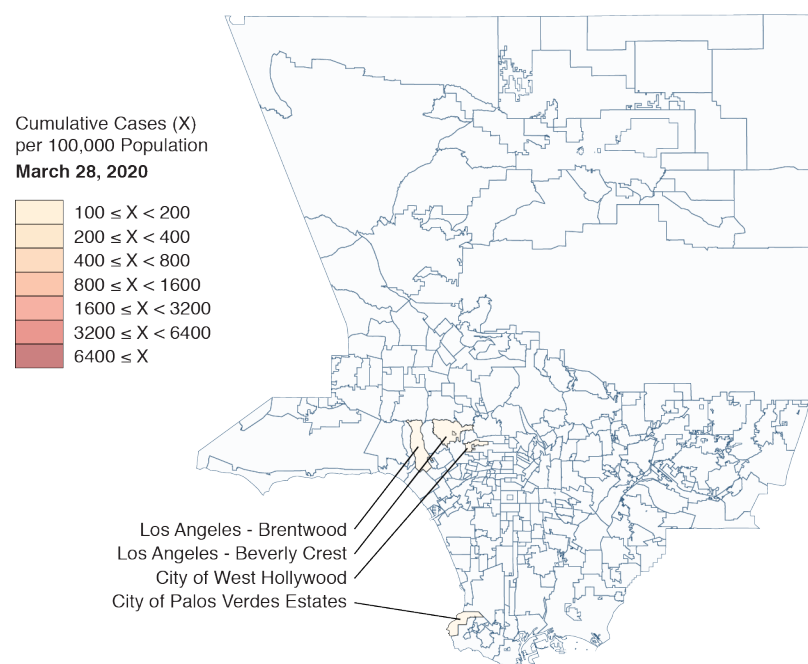 Cumulative Cases (X)
per 100,000 Population
March 28, 2020
100 ≤ X < 200
200 ≤ X < 400
400 ≤ X < 800
800 ≤ X < 1600
1600 ≤ X < 3200
3200 ≤ X < 6400
6400 ≤ X
Los Angeles - Brentwood
Los Angeles - Beverly Crest
City of West Hollywood
City of Palos Verdes Estates